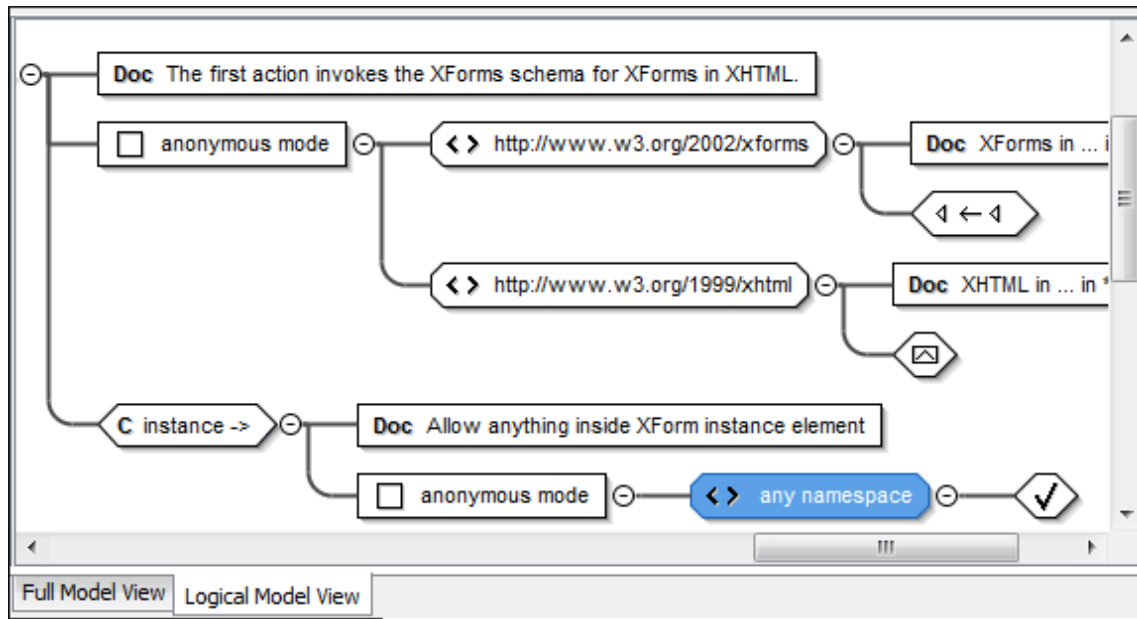 Doc The first action invokes the XForms schema for XForms in XHTML.
anonymous mode
< > http://www.w3.org/2002/xforms
Doc XForms in ... i
< > http://www.w3.org/1999/xhtml
Doc XHTML in ... in *
C instance ->
Doc Allow anything inside XForm instance element
anonymous mode
< > any namespace
Full Model View
Logical Model View